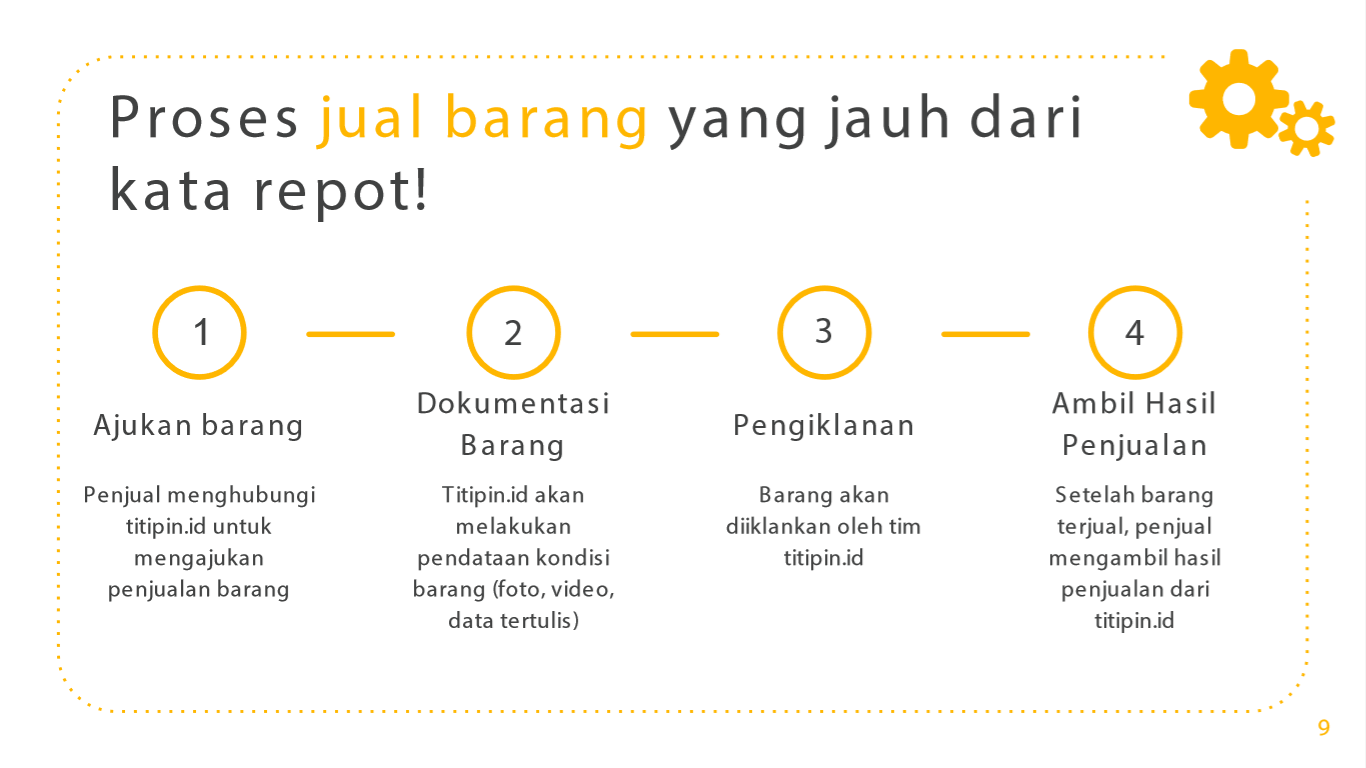 Proses jual barang yang jauh dari
kata repot!
1
Ajukan barang
Penjual menghubungi
titipin.id untuk
mengajukan
penjualan barang
2
Dokumentasi
Barang
Titipin.id akan
melakukan
pendataan kondisi
barang (foto, video,
data tertulis)
3
Pengiklanan
Barang akan
diiklankan oleh tim
titipin.id
4
Ambil Hasil
Penjualan
Setelah barang
terjual, penjual
mengambil hasil
penjualan dari
titipin.id
9